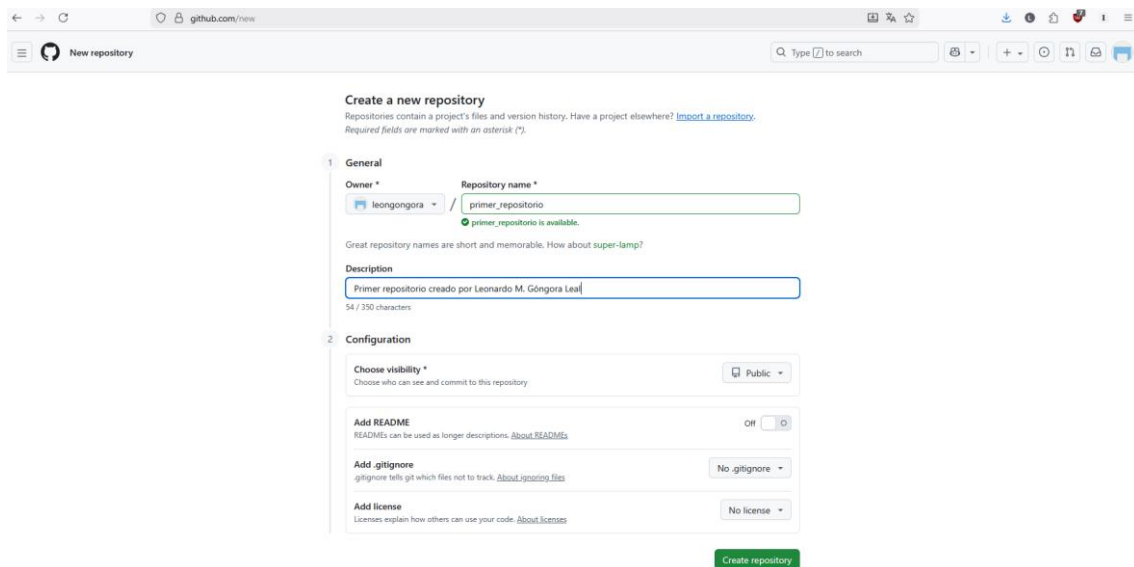 github.com/new
New repository
Type / to search
Create a new repository
Repositories contain a project's files and version history. Have a project elsewhere? Import a repository.
Required fields are marked with an asterisk (*).
1 General
Owner * Repository name *
leongongora / primer_repositorio
primer_repositorio is available.
Great repository names are short and memorable. How about super-lamp?
Description
Primer repositorio creado por Leonardo M. Góngora Leal
54 / 350 characters
2 Configuration
Choose visibility *
Public
Choose who can see and commit to this repository
Add README
Off
READMEs can be used as longer descriptions. About READMEs
Add .gitignore
No .gitignore
.gitignore tells git which files not to track. About ignoring files
Add license
No license
Licenses explain how others can use your code. About licenses
Create repository